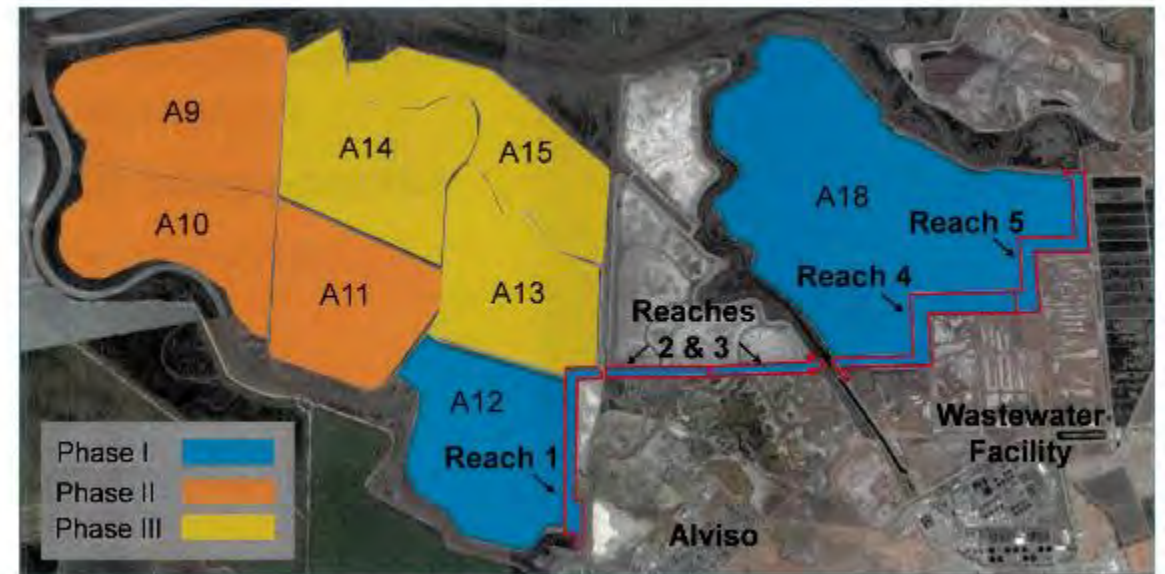 A9
A14
A15
A10
A18
Reach 5
A11
A13
Reach 4
Reaches
2 & 3
A12
Reach 1
Wastewater
Facility
Alviso
Phase I
Phase II
Phase III